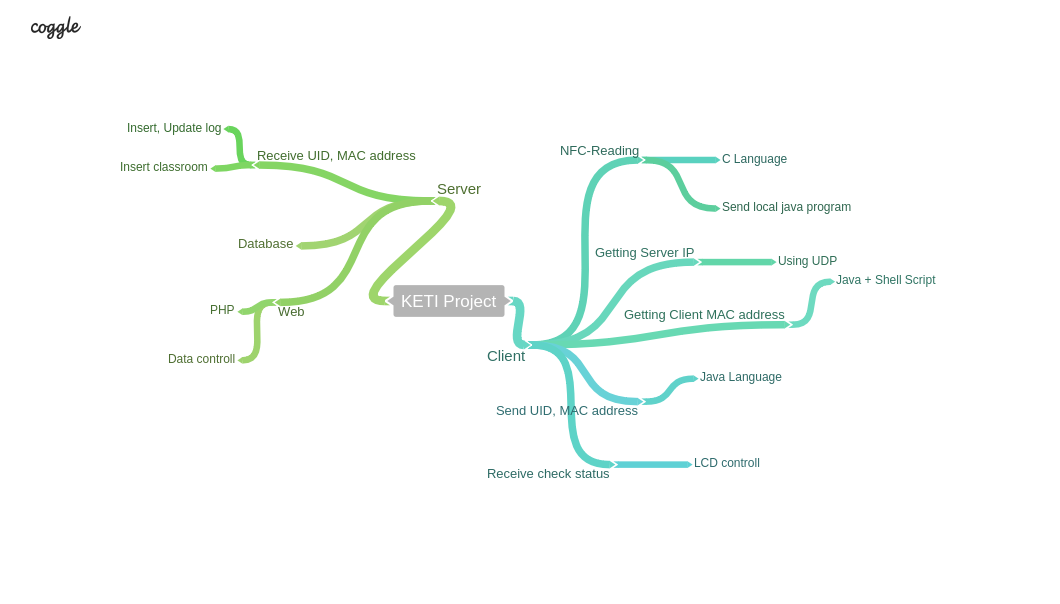 coggle
Insert, Update log
Insert classroom
Receive UID, MAC address
Server
Database
PHP
Web
Data controll
KETI Project
Client
NFC-Reading
C Language
Send local java program
Getting Server IP
Using UDP
Getting Client MAC address
Java + Shell Script
Send UID, MAC address
Java Language
Receive check status
LCD controll